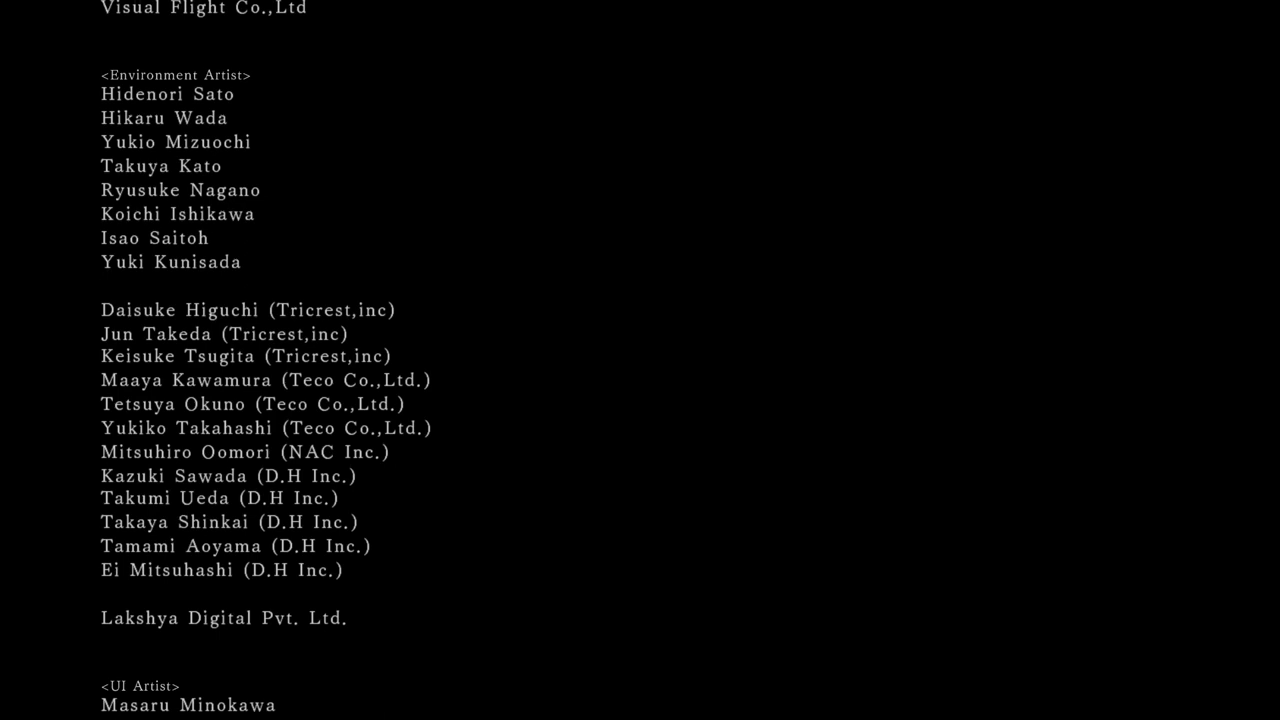 Visual Flight Co.,Ltd
<Environment Artist>
Hidenori Sato
Hikaru Wada
Yukio Mizuochi
Takuya Kato
Ryusuke Nagano
Koichi Ishikawa
Isao Saitoh
Yuki Kunisada
Daisuke Higuchi (Tricrest,inc)
Jun Takeda (Tricrest,inc)
Keisuke Tsugita (Tricrest,inc)
Maaya Kawamura (Teco Co.,Ltd.)
Tetsuya Okuno (Teco Co.,Ltd.)
Yukiko Takahashi (Teco Co.,Ltd.)
Mitsuhiro Oomori (NAC Inc.)
Kazuki Sawada (D.H Inc.)
Takumi Ueda (D.H Inc.)
Takaya Shinkai (D.H Inc.)
Tamami Aoyama (D.H Inc.)
Ei Mitsuhashi (D.H Inc.)
Lakshya Digital Pvt. Ltd.
<UI Artist>
Masaru Minokawa